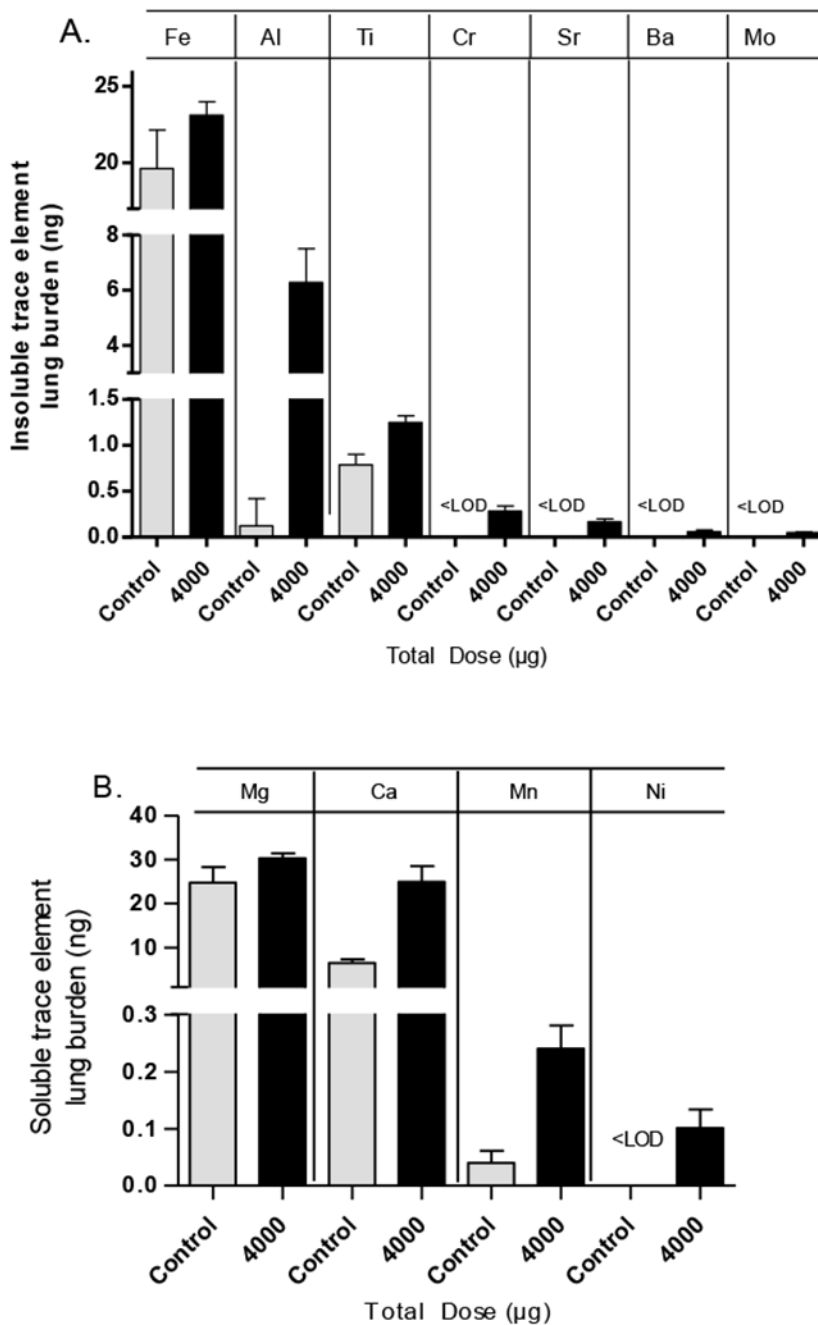 A.
Fe Al Ti Cr Sr Ba Mo
Insoluble trace element
lung burden (ng)
25
20
8
6
4
1.5
1.0
0.5
0.0
<LOD <LOD <LOD <LOD
Control 4000 Control 4000 Control 4000 Control 4000 Control 4000 Control 4000 Control 4000
Total Dose (µg)
B.
Mg Ca Mn Ni
Soluble trace element
lung burden (ng)
40
30
20
10
0.3
0.2
0.1
0.0
<LOD
Control 4000 Control 4000 Control 4000 Control 4000
Total Dose (µg)